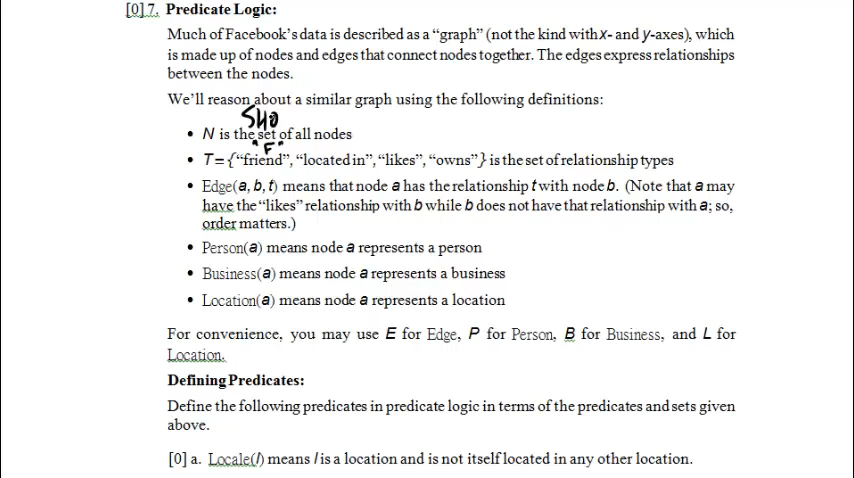 [0] 7. Predicate Logic:
Much of Facebook's data is described as a “graph” (not the kind with x- and y-axes), which
is made up of nodes and edges that connect nodes together. The edges express relationships
between the nodes.
We'll reason about a similar graph using the following definitions:
SHO
• N is the set of all nodes
"F"
• T = {“friend”, “located in”, “likes”, “owns”} is the set of relationship types
• Edge(a, b, t) means that node a has the relationship t with node b. (Note that a may
have the “likes” relationship with b while b does not have that relationship with a; so,
order matters.)
• Person(a) means node a represents a person
• Business(a) means node a represents a business
• Location(a) means node a represents a location
For convenience, you may use E for Edge, P for Person, B for Business, and L for
Location.
Defining Predicates:
Define the following predicates in predicate logic in terms of the predicates and sets given
above.
[0] a. Locale(l) means l is a location and is not itself located in any other location.